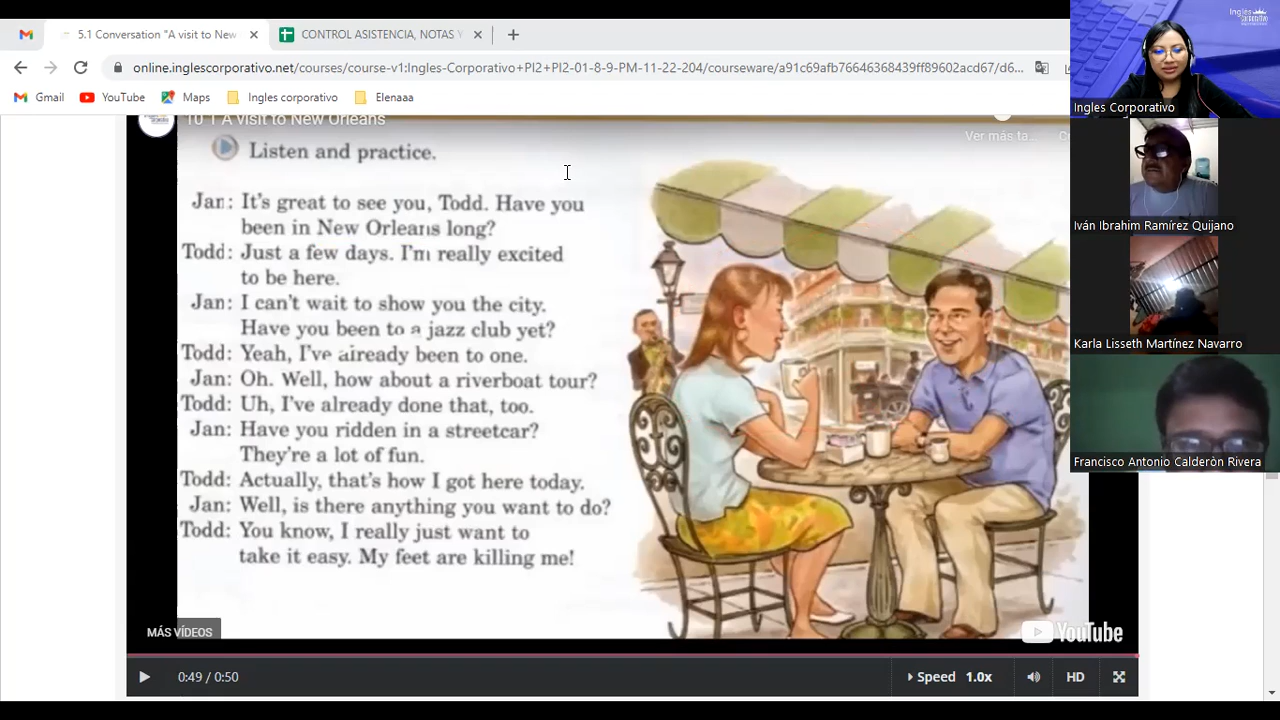 5.1 Conversation "A visit to New
CONTROL ASISTENCIA, NOTAS Y
online.inglescorporativo.net/courses/course-v1:Ingles-Corporativo+PI2+PI2-01-8-9-PM-11-22-204/courseware/a91c69afb76646368439ff89602acd67/d6...
Gmail YouTube Maps Ingles corporativo Elenaaa
10 1 A visit to New Orleans
Ver más ta...
Listen and practice.
Jan: It's great to see you, Todd. Have you
been in New Orleans long?
Todd: Just a few days. I'm really excited
to be here.
Jan: I can't wait to show you the city.
Have you been to a jazz club yet?
Todd: Yeah, I've already been to one.
Jan: Oh. Well, how about a riverboat tour?
Todd: Uh, I've already done that, too.
Jan: Have you ridden in a streetcar?
They're a lot of fun.
Todd: Actually, that's how I got here today.
Jan: Well, is there anything you want to do?
Todd: You know, I really just want to
take it easy. My feet are killing me!
MÁS VÍDEOS
YouTube
0:49 / 0:50
Speed 1.0x
HD
Ingles
Ingles Corporativo
Iván Ibrahim Ramírez Quijano
Karla Lisseth Martínez Navarro
Francisco Antonio Calderòn Rivera